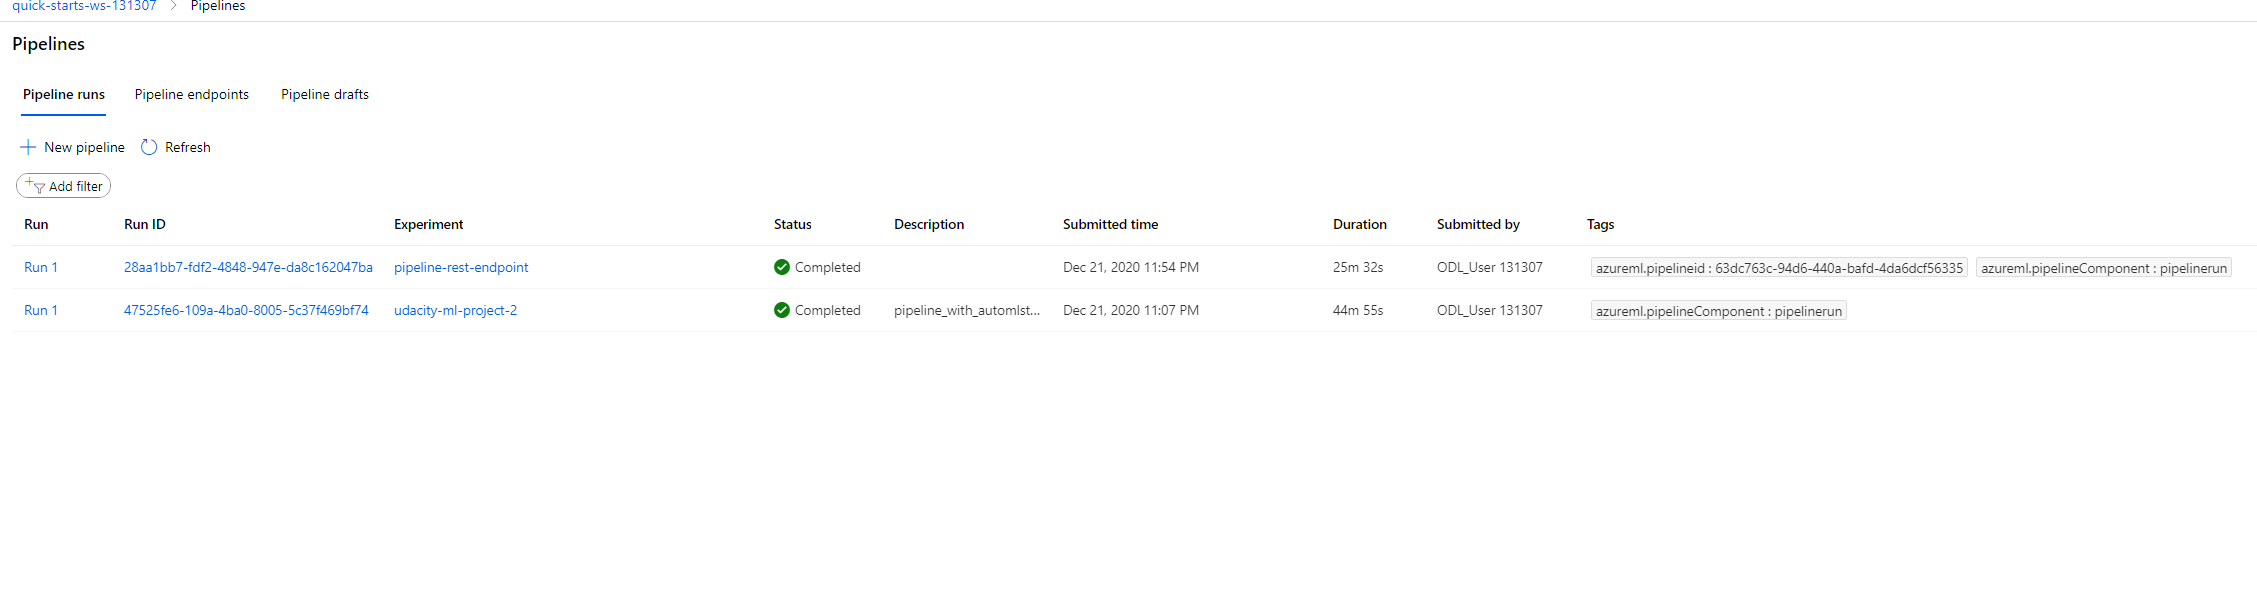 quick-starts-ws-131307 > Pipelines
Pipelines
Pipeline runs Pipeline endpoints Pipeline drafts
New pipeline Refresh
Add filter
Run Run ID Experiment Status Description Submitted time Duration Submitted by Tags
Run 1 28aa1bb7-fdf2-4848-947e-da8c162047ba pipeline-rest-endpoint Completed Dec 21, 2020 11:54 PM 25m 32s ODL_User 131307 azureml.pipelineid : 63dc763c-94d6-440a-bafd-4da6dcf56335 azureml.pipelineComponent : pipelinerun
Run 1 47525fe6-109a-4ba0-8005-5c37f469bf74 udacity-ml-project-2 Completed pipeline_with_automlst... Dec 21, 2020 11:07 PM 44m 55s ODL_User 131307 azureml.pipelineComponent : pipelinerun